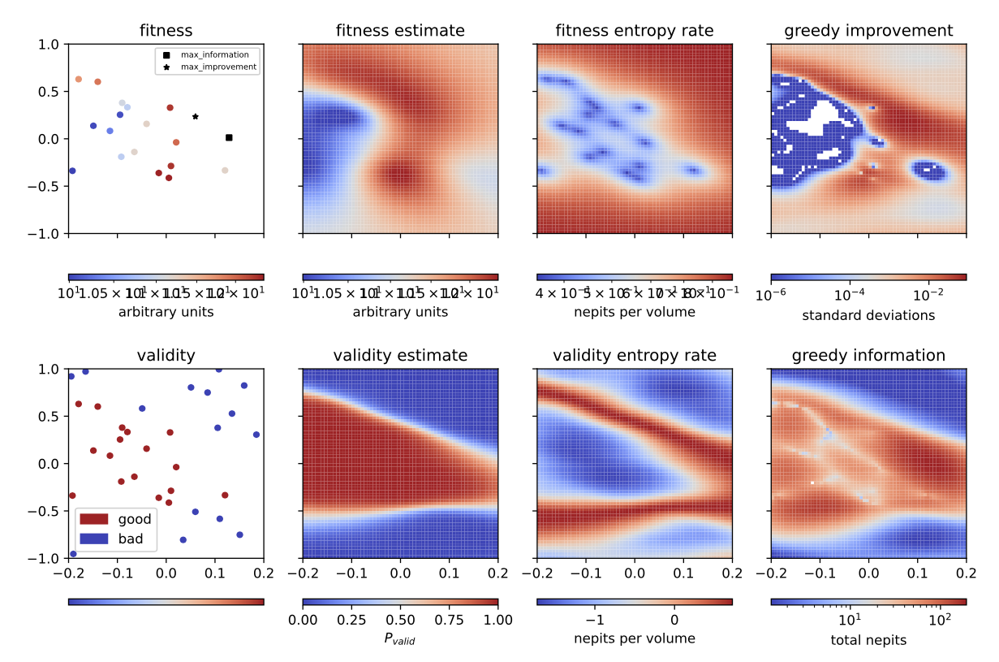 fitness
fitness estimate
fitness entropy rate
greedy improvement
max_information
max_improvement
1.0
0.5
0.0
−0.5
−1.0
10¹
arbitrary units
10¹
arbitrary units
nepits per volume
10⁻⁶ 10⁻⁴ 10⁻²
standard deviations
validity
validity estimate
validity entropy rate
greedy information
1.0
0.5
0.0
−0.5
−1.0
good
bad
−0.2 −0.1 0.0 0.1 0.2
−0.2 −0.1 0.0 0.1 0.2
−0.2 −0.1 0.0 0.1 0.2
−0.2 −0.1 0.0 0.1 0.2
0.00 0.25 0.50 0.75 1.00
P_valid
−1 0
nepits per volume
10¹ 10²
total nepits